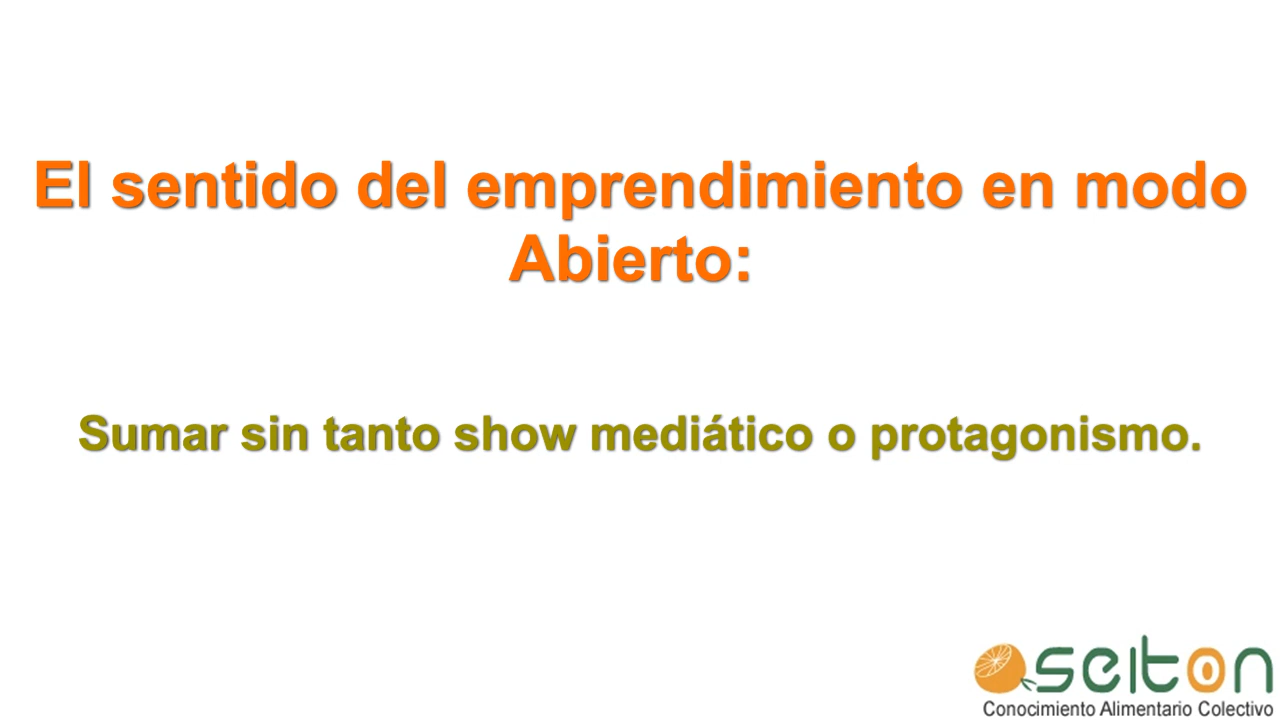 El sentido del emprendimiento en modo
Abierto:
Sumar sin tanto show mediático o protagonismo.
seiton
Conocimiento Alimentario Colectivo